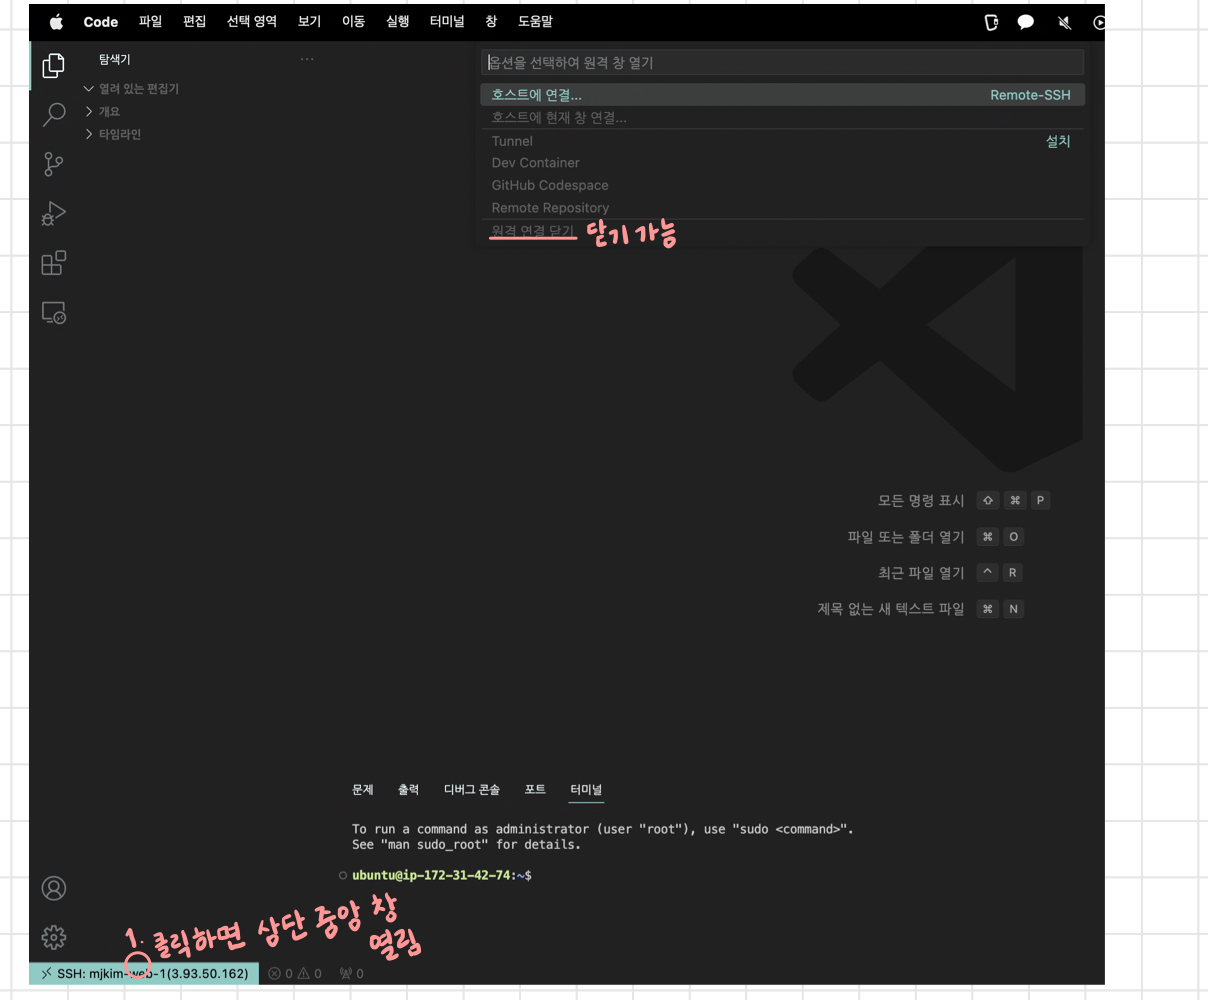 Code 파일 편집 선택 영역 보기 이동 실행 터미널 창 도움말
탐색기 ...
열려 있는 편집기
개요
타임라인
옵션을 선택하여 원격 창 열기
호스트에 연결... Remote-SSH
호스트에 현재 창 연결...
Tunnel 설치
Dev Container
GitHub Codespace
Remote Repository
원격 연결 닫기 닫기 가능
모든 명령 표시 ⇧ ⌘ P
파일 또는 폴더 열기 ⌘ O
최근 파일 열기 ^ R
제목 없는 새 텍스트 파일 ⌘ N
문제 출력 디버그 콘솔 포트 터미널
To run a command as administrator (user "root"), use "sudo <command>".
See "man sudo_root" for details.
ubuntu@ip-172-31-42-74:~$
1. 클릭하면 상단 중앙 창
열림
SSH: mjkim-web-1(3.93.50.162) 0 0 0